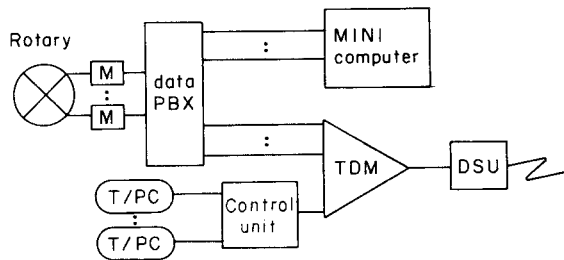 Rotary
M
M
data
PBX
MINI
computer
TDM
DSU
T/PC
T/PC
Control
unit